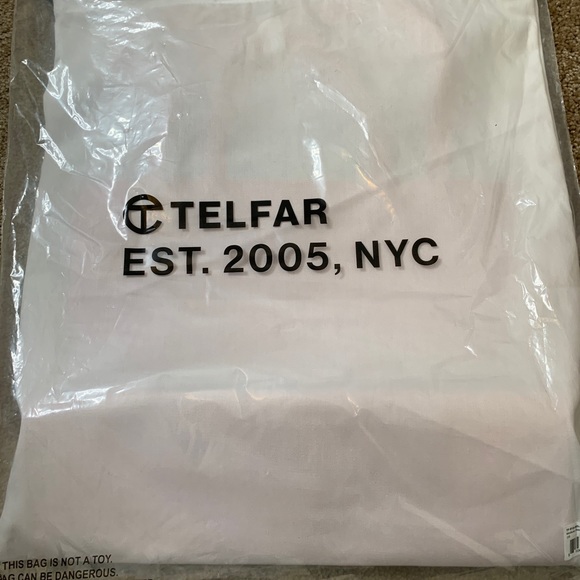 TELFAR
EST. 2005, NYC
THIS BAG IS NOT A TOY.
BAG CAN BE DANGEROUS.